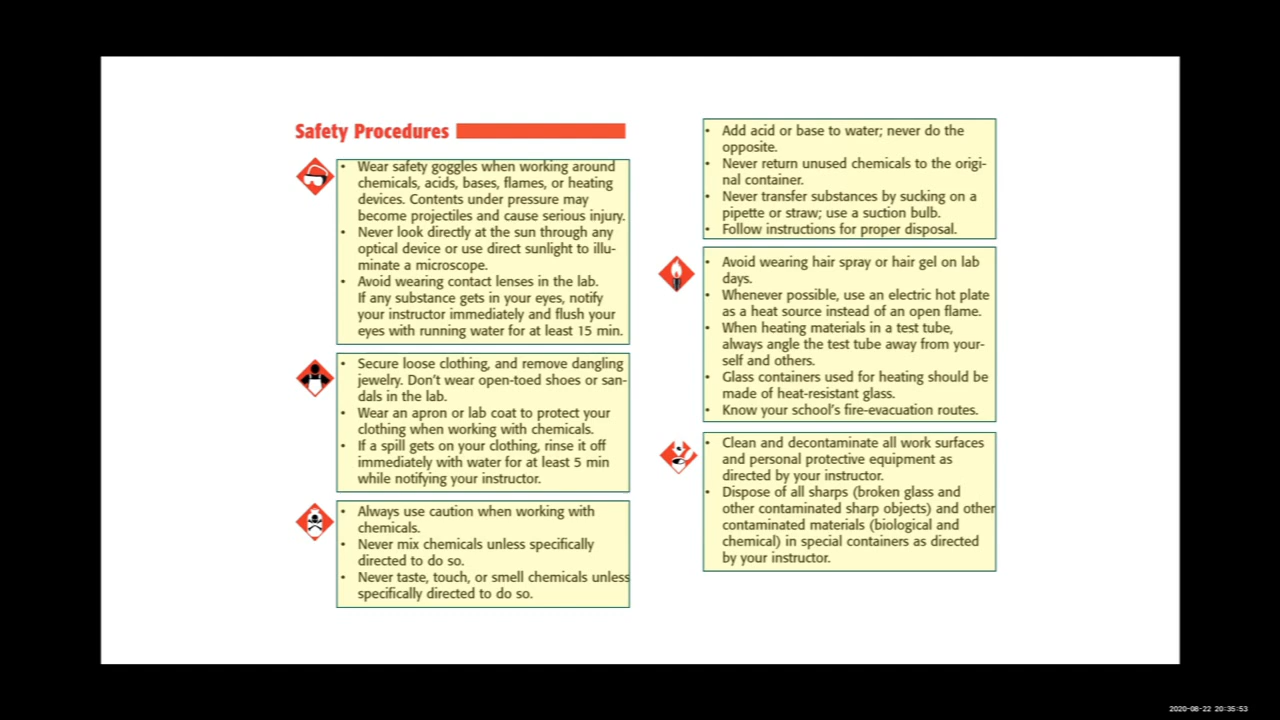 Safety Procedures
• Wear safety goggles when working around
chemicals, acids, bases, flames, or heating
devices. Contents under pressure may
become projectiles and cause serious injury.
• Never look directly at the sun through any
optical device or use direct sunlight to illu-
minate a microscope.
• Avoid wearing contact lenses in the lab.
If any substance gets in your eyes, notify
your instructor immediately and flush your
eyes with running water for at least 15 min.
• Secure loose clothing, and remove dangling
jewelry. Don't wear open-toed shoes or san-
dals in the lab.
• Wear an apron or lab coat to protect your
clothing when working with chemicals.
• If a spill gets on your clothing, rinse it off
immediately with water for at least 5 min
while notifying your instructor.
• Always use caution when working with
chemicals.
• Never mix chemicals unless specifically
directed to do so.
• Never taste, touch, or smell chemicals unless
specifically directed to do so.
• Add acid or base to water; never do the
opposite.
• Never return unused chemicals to the origi-
nal container.
• Never transfer substances by sucking on a
pipette or straw; use a suction bulb.
• Follow instructions for proper disposal.
• Avoid wearing hair spray or hair gel on lab
days.
• Whenever possible, use an electric hot plate
as a heat source instead of an open flame.
• When heating materials in a test tube,
always angle the test tube away from your-
self and others.
• Glass containers used for heating should be
made of heat-resistant glass.
• Know your school's fire-evacuation routes.
• Clean and decontaminate all work surfaces
and personal protective equipment as
directed by your instructor.
• Dispose of all sharps (broken glass and
other contaminated sharp objects) and other
contaminated materials (biological and
chemical) in special containers as directed
by your instructor.
2020-08-22 20:35:53